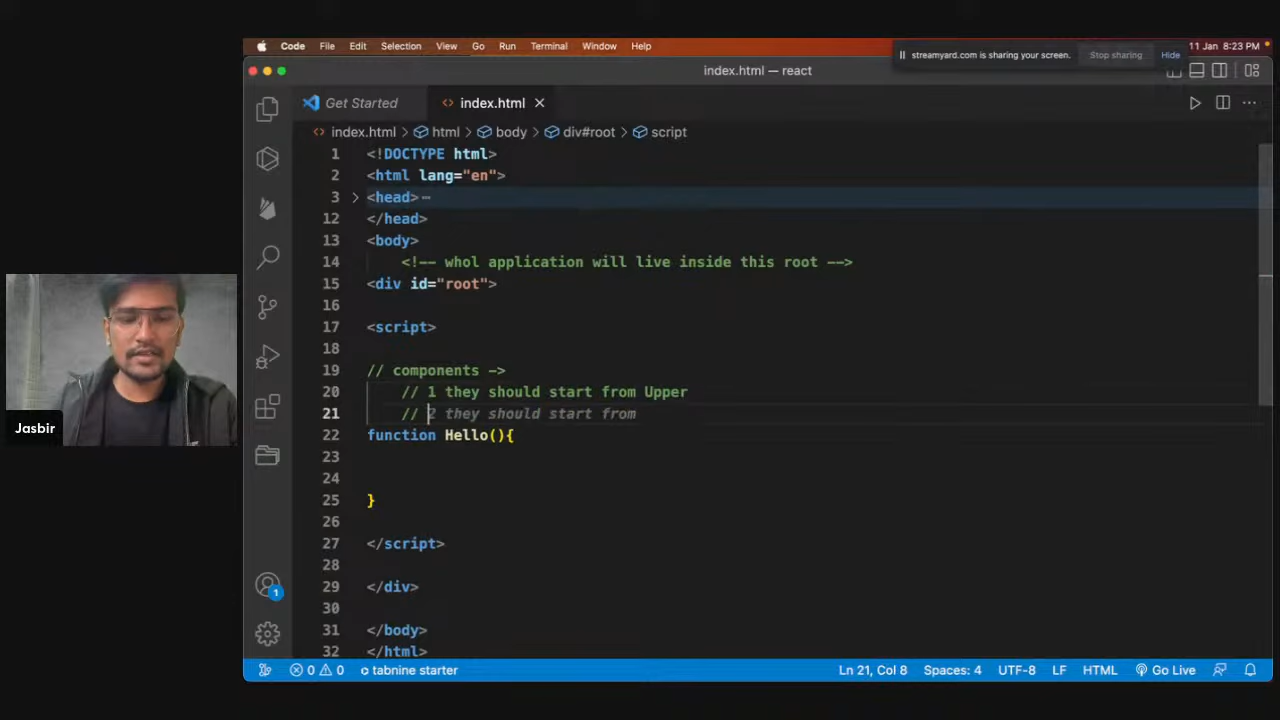 Code File Edit Selection View Go Run Terminal Window Help
streamyard.com is sharing your screen. Stop sharing Hide
11 Jan 8:23 PM
index.html — react
Get Started
index.html
index.html > html > body > div#root > script
1 <!DOCTYPE html>
2 <html lang="en">
3 <head>
12 </head>
13 <body>
14 <!-- whol application will live inside this root -->
15 <div id="root">
16
17 <script>
18
19 // components ->
20 // 1 they should start from Upper
21 // 2 they should start from
22 function Hello(){
23
24
25 }
26
27 </script>
28
29 </div>
30
31 </body>
32 </html>
Jasbir
1
0 0 tabnine starter Ln 21, Col 8 Spaces: 4 UTF-8 LF HTML Go Live